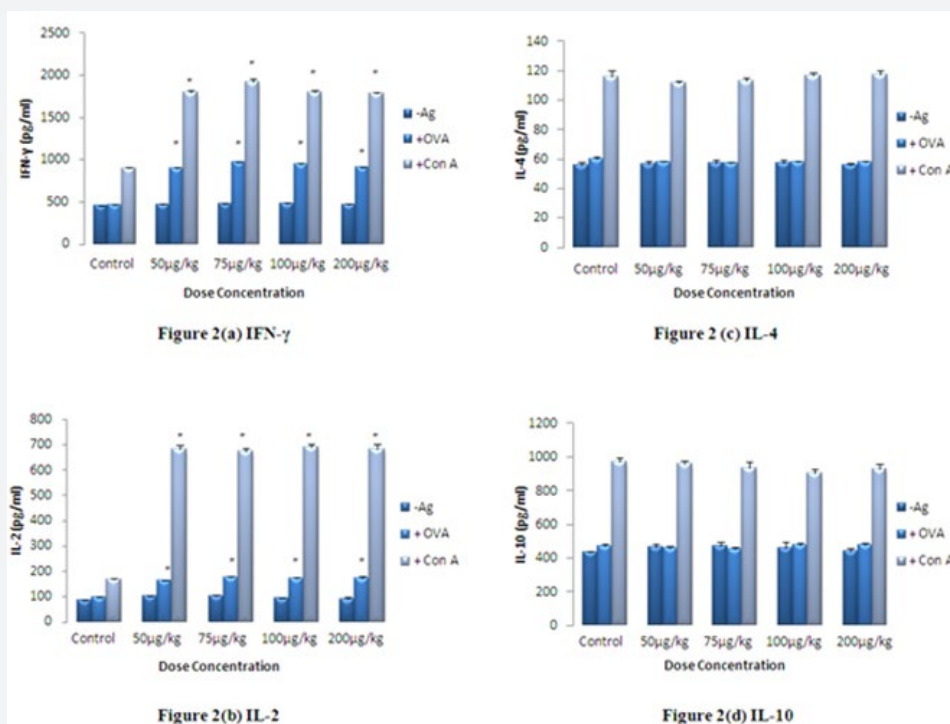 2500
2000
1500
1000
500
0
IFN-γ (pg/ml)
* * * *
* * * *
-Ag
+OVA
+Con A
Control 50µg/kg 75µg/kg 100µg/kg 200µg/kg
Dose Concentration
Figure 2(a) IFN-γ
140
120
100
80
60
40
20
0
IL-4 (pg/ml)
-Ag
+ OVA
+ Con A
Control 50µg/kg 75µg/kg 100µg/kg 200µg/kg
Dose Concentration
Figure 2 (c) IL-4
800
700
600
500
400
300
200
100
0
IL-2 (pg/ml)
* * * *
* * * *
-Ag
+ OVA
+ Con A
Control 50µg/kg 75µg/kg 100µg/kg 200µg/kg
Dose Concentration
Figure 2(b) IL-2
1200
1000
800
600
400
200
0
IL-10 (pg/ml)
-Ag
+ OVA
+ Con A
Control 50µg/kg 75µg/kg 100µg/kg 200µg/kg
Dose Concentration
Figure 2(d) IL-10